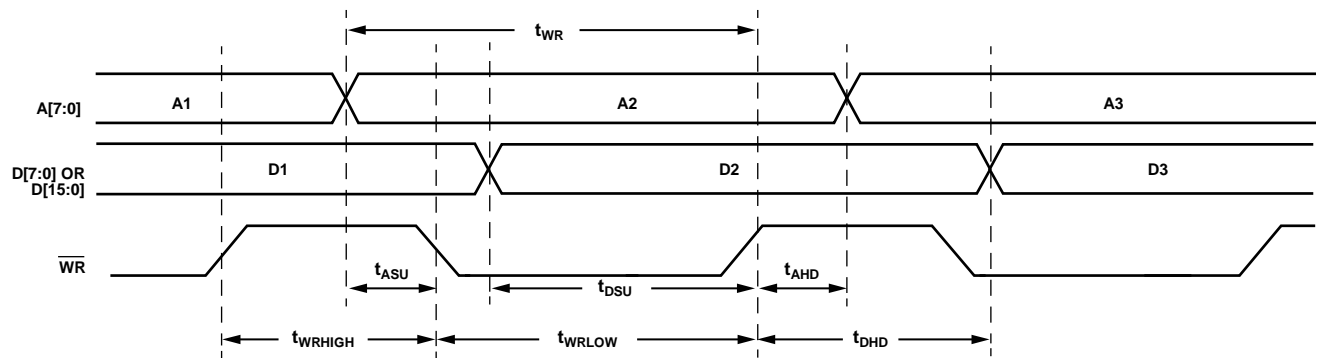 tWR
A[7:0] A1 A2 A3
D[7:0] OR
D[15:0] D1 D2 D3
WR
tASU tDSU tAHD
tWRHIGH tWRLOW tDHD